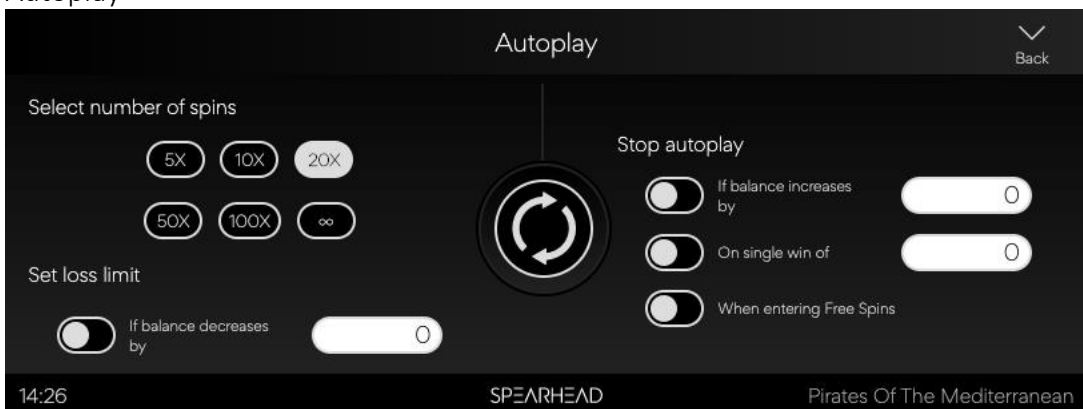 Autoplay
Back
Select number of spins
5X 10X 20X
50X 100X ∞
Set loss limit
If balance decreases
by
0
Stop autoplay
If balance increases
by
0
On single win of
0
When entering Free Spins
14:26
SPEARHEAD
Pirates Of The Mediterranean